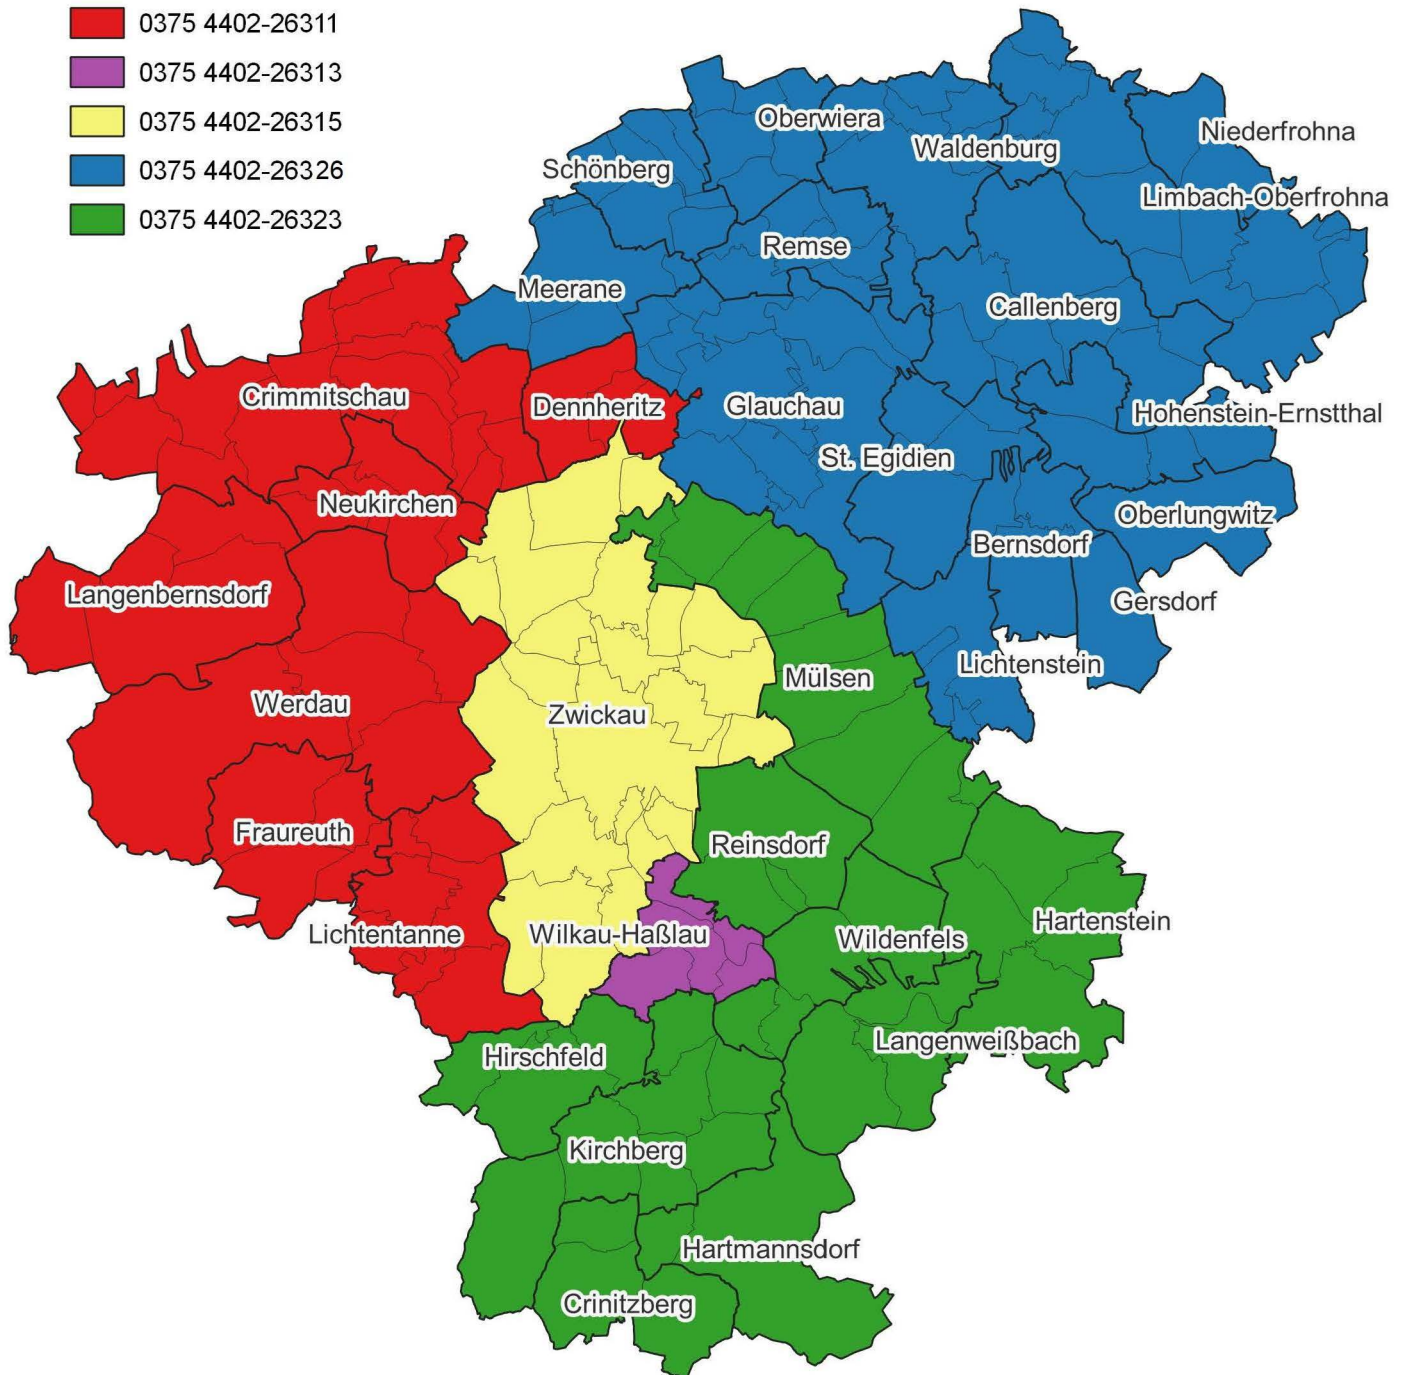 0375 4402-26311
0375 4402-26313
0375 4402-26315
0375 4402-26326
0375 4402-26323
Oberwiera
Niederfrohna
Waldenburg
Schönberg
Limbach-Oberfrohna
Remse
Meerane
Callenberg
Crimmitschau
Dennheritz
Glauchau
Hohenstein-Ernstthal
St. Egidien
Neukirchen
Oberlungwitz
Bernsdorf
Langenbernsdorf
Gersdorf
Lichtenstein
Mülsen
Werdau
Zwickau
Fraureuth
Reinsdorf
Hartenstein
Lichtentanne
Wilkau-Haßlau
Wildenfels
Langenweißbach
Hirschfeld
Kirchberg
Hartmannsdorf
Crinitzberg